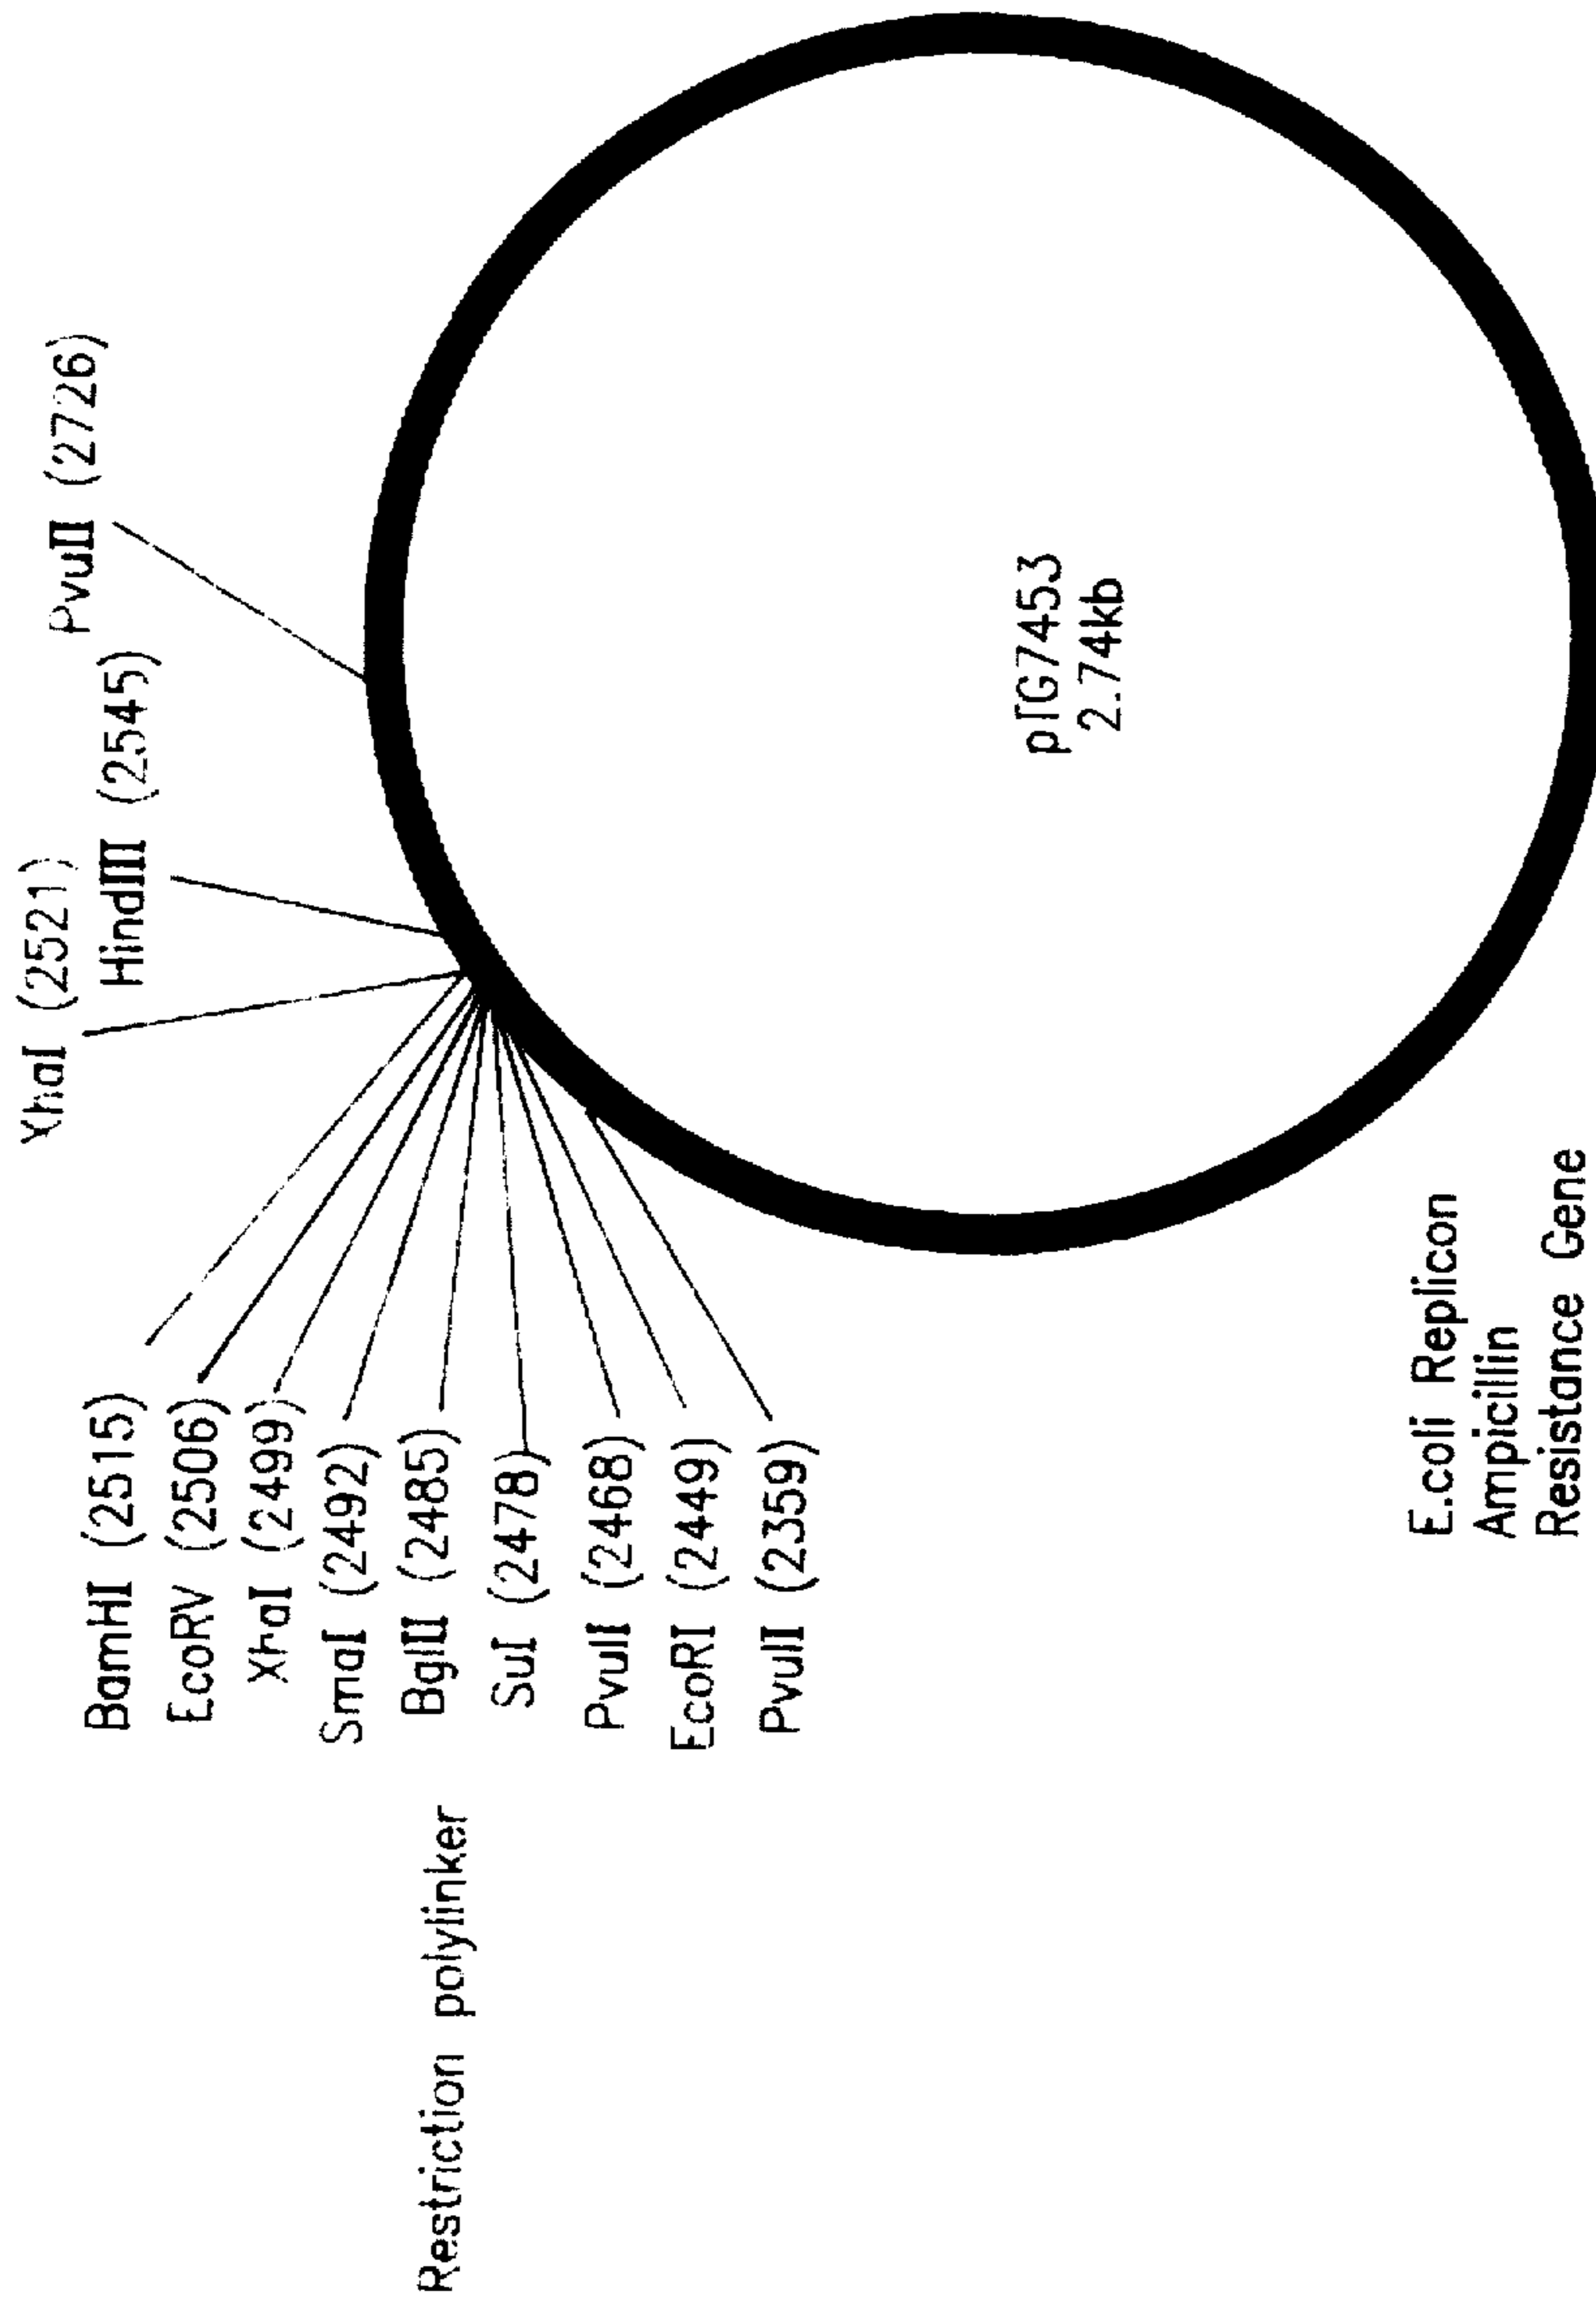 XhaI (2521)
HindIII (2545)
PvuII (2726)
BamHI (2515)
EcoRV (2506)
XhaI (2499)
SmaI (2492)
BglII (2485)
SuI (2478)
PvuII (2468)
EcoRI (2449)
PvuII (2359)
Restriction polylinker
pTG7453
2.74kb
E.coli Replicon
Ampicillin
Resistance Gene